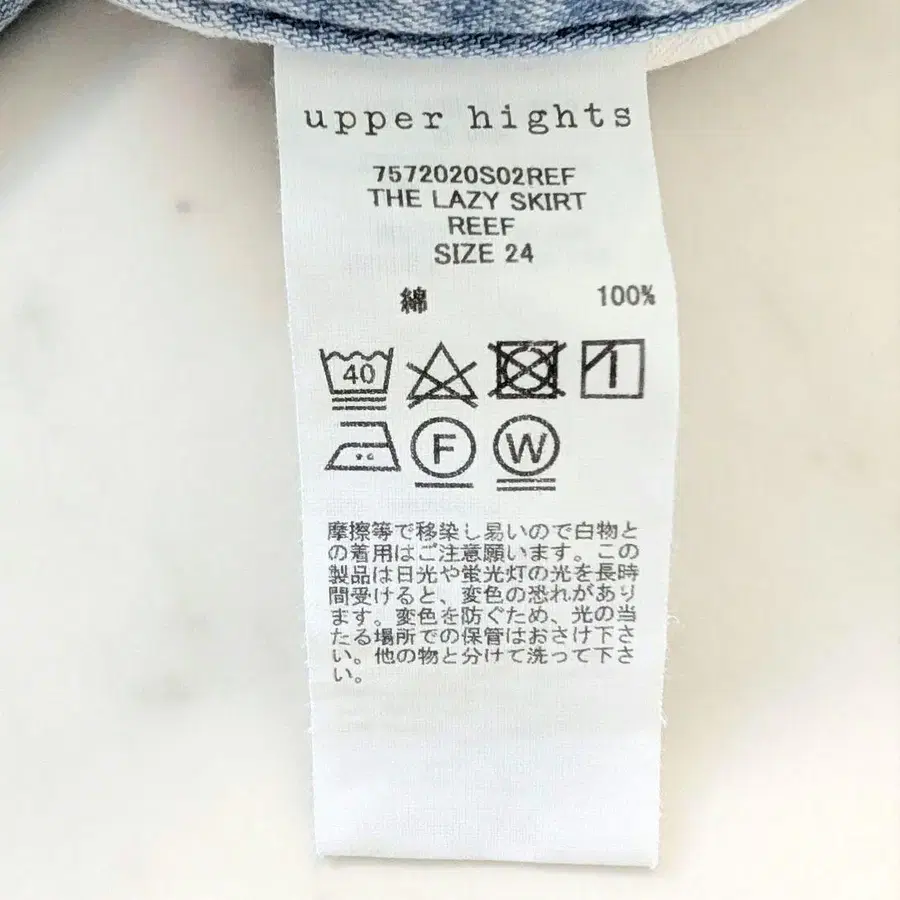 upper hights
7572020S02REF
THE LAZY SKIRT
REEF
SIZE 24
綿 100%
40
F W
摩擦等で移染し易いので白物と
の着用はご注意願います。この
製品は日光や蛍光灯の光を長時
間受けると、変色の恐れがあり
ます。変色を防ぐため、光の当
たる場所での保管はおさけ下さ
い。他の物と分けて洗って下さ
い。